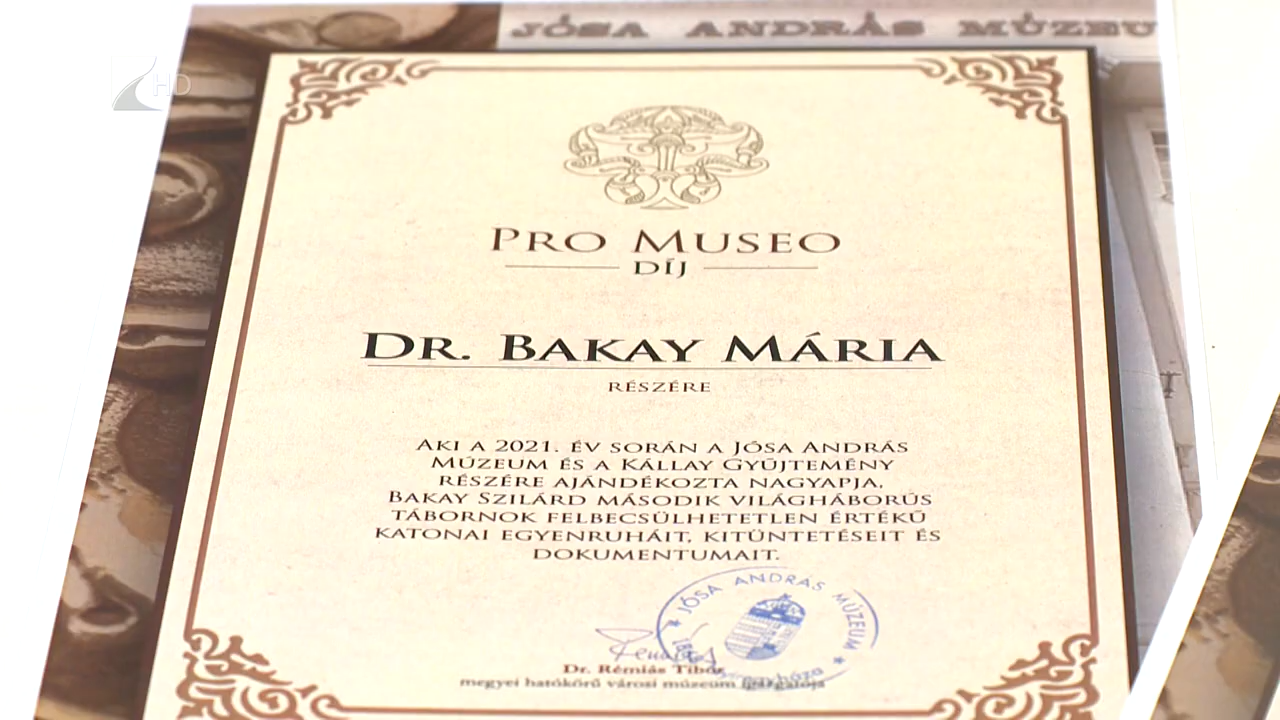 JÓSA ANDRÁS MÚZEU
HD
PRO MUSEO
DÍJ
DR. BAKAY MÁRIA
RÉSZÉRE
AKI A 2021. ÉV SORÁN A JÓSA ANDRÁS
MÚZEUM ÉS A KÁLLAY GYŰJTEMÉNY
RÉSZÉRE AJÁNDÉKOZTA NAGYAPJA,
BAKAY SZILÁRD MÁSODIK VILÁGHÁBORÚS
TÁBORNOK FELBECSÜLHETETLEN ÉRTÉKŰ
KATONAI EGYENRUHÁIT, KITÜNTETÉSEIT ÉS
DOKUMENTUMAIT.
JÓSA ANDRÁS MÚZEUM
Dr. Rémiás Tibor
megyei hatókörű városi múzeum igazgatója